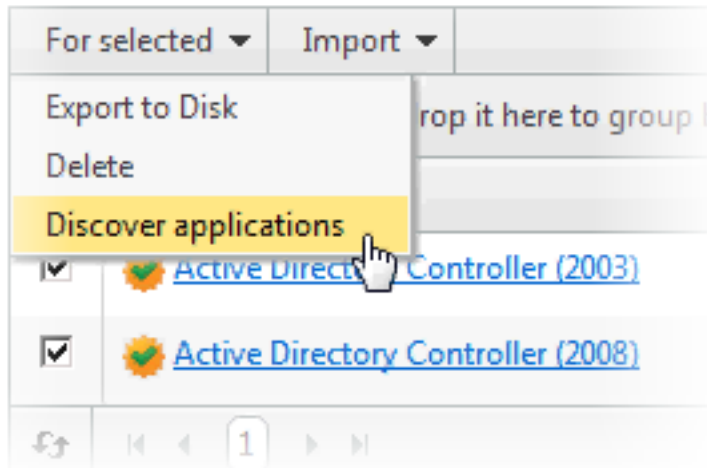 For selected Import
Export to Disk
rop it here to group
Delete
Discover applications
Active Directory Controller (2003)
Active Directory Controller (2008)
1